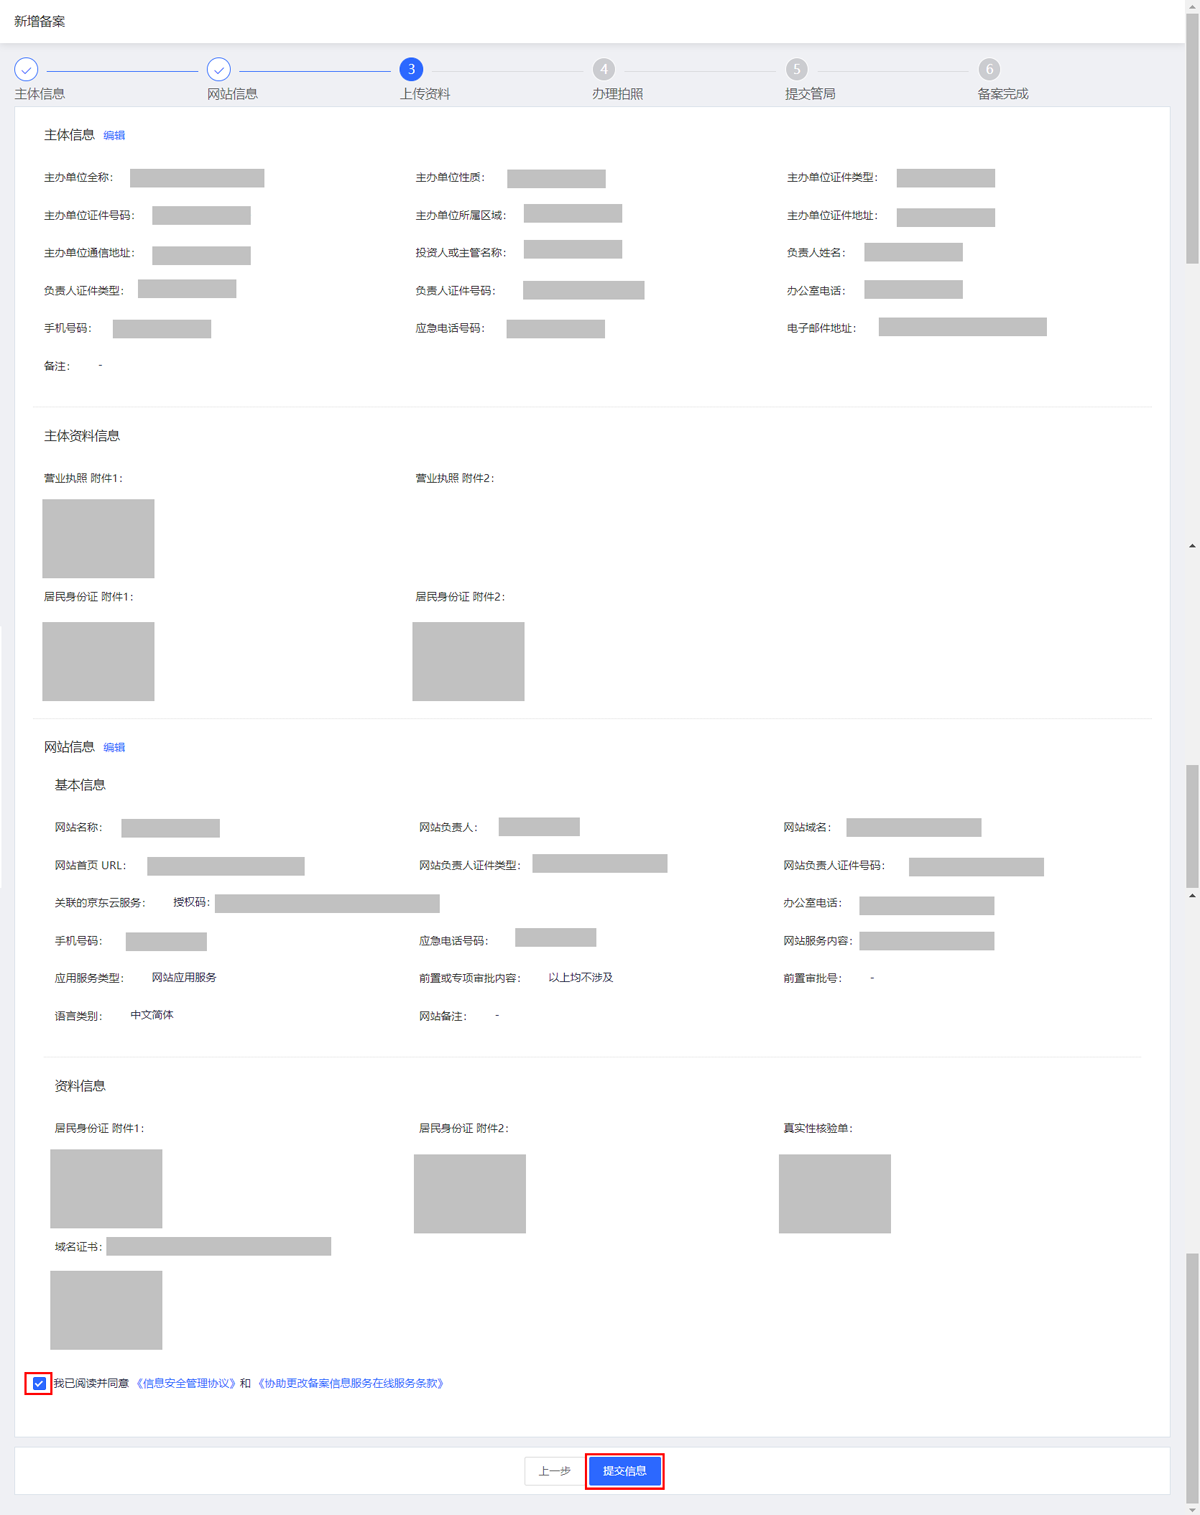 新增备案
3 4 5 6
主体信息 网站信息 上传资料 办理拍照 提交管局 备案完成
主体信息 编辑
主办单位全称： 主办单位性质： 主办单位证件类型：
主办单位证件号码： 主办单位所属区域： 主办单位证件地址：
主办单位通信地址： 投资人或主管名称： 负责人姓名：
负责人证件类型： 负责人证件号码： 办公室电话：
手机号码： 应急电话号码： 电子邮件地址：
备注： -
主体资料信息
营业执照 附件1： 营业执照 附件2：
居民身份证 附件1： 居民身份证 附件2：
网站信息 编辑
基本信息
网站名称： 网站负责人： 网站域名：
网站首页 URL： 网站负责人证件类型： 网站负责人证件号码：
关联的京东云服务： 授权码： 办公室电话：
手机号码： 应急电话号码： 网站服务内容：
应用服务类型： 网站应用服务 前置或专项审批内容： 以上均不涉及 前置审批号： -
语言类别： 中文简体 网站备注： -
资料信息
居民身份证 附件1： 居民身份证 附件2： 真实性核验单：
域名证书：
我已阅读并同意 《信息安全管理协议》和 《协助更改备案信息服务在线服务条款》
上一步 提交信息